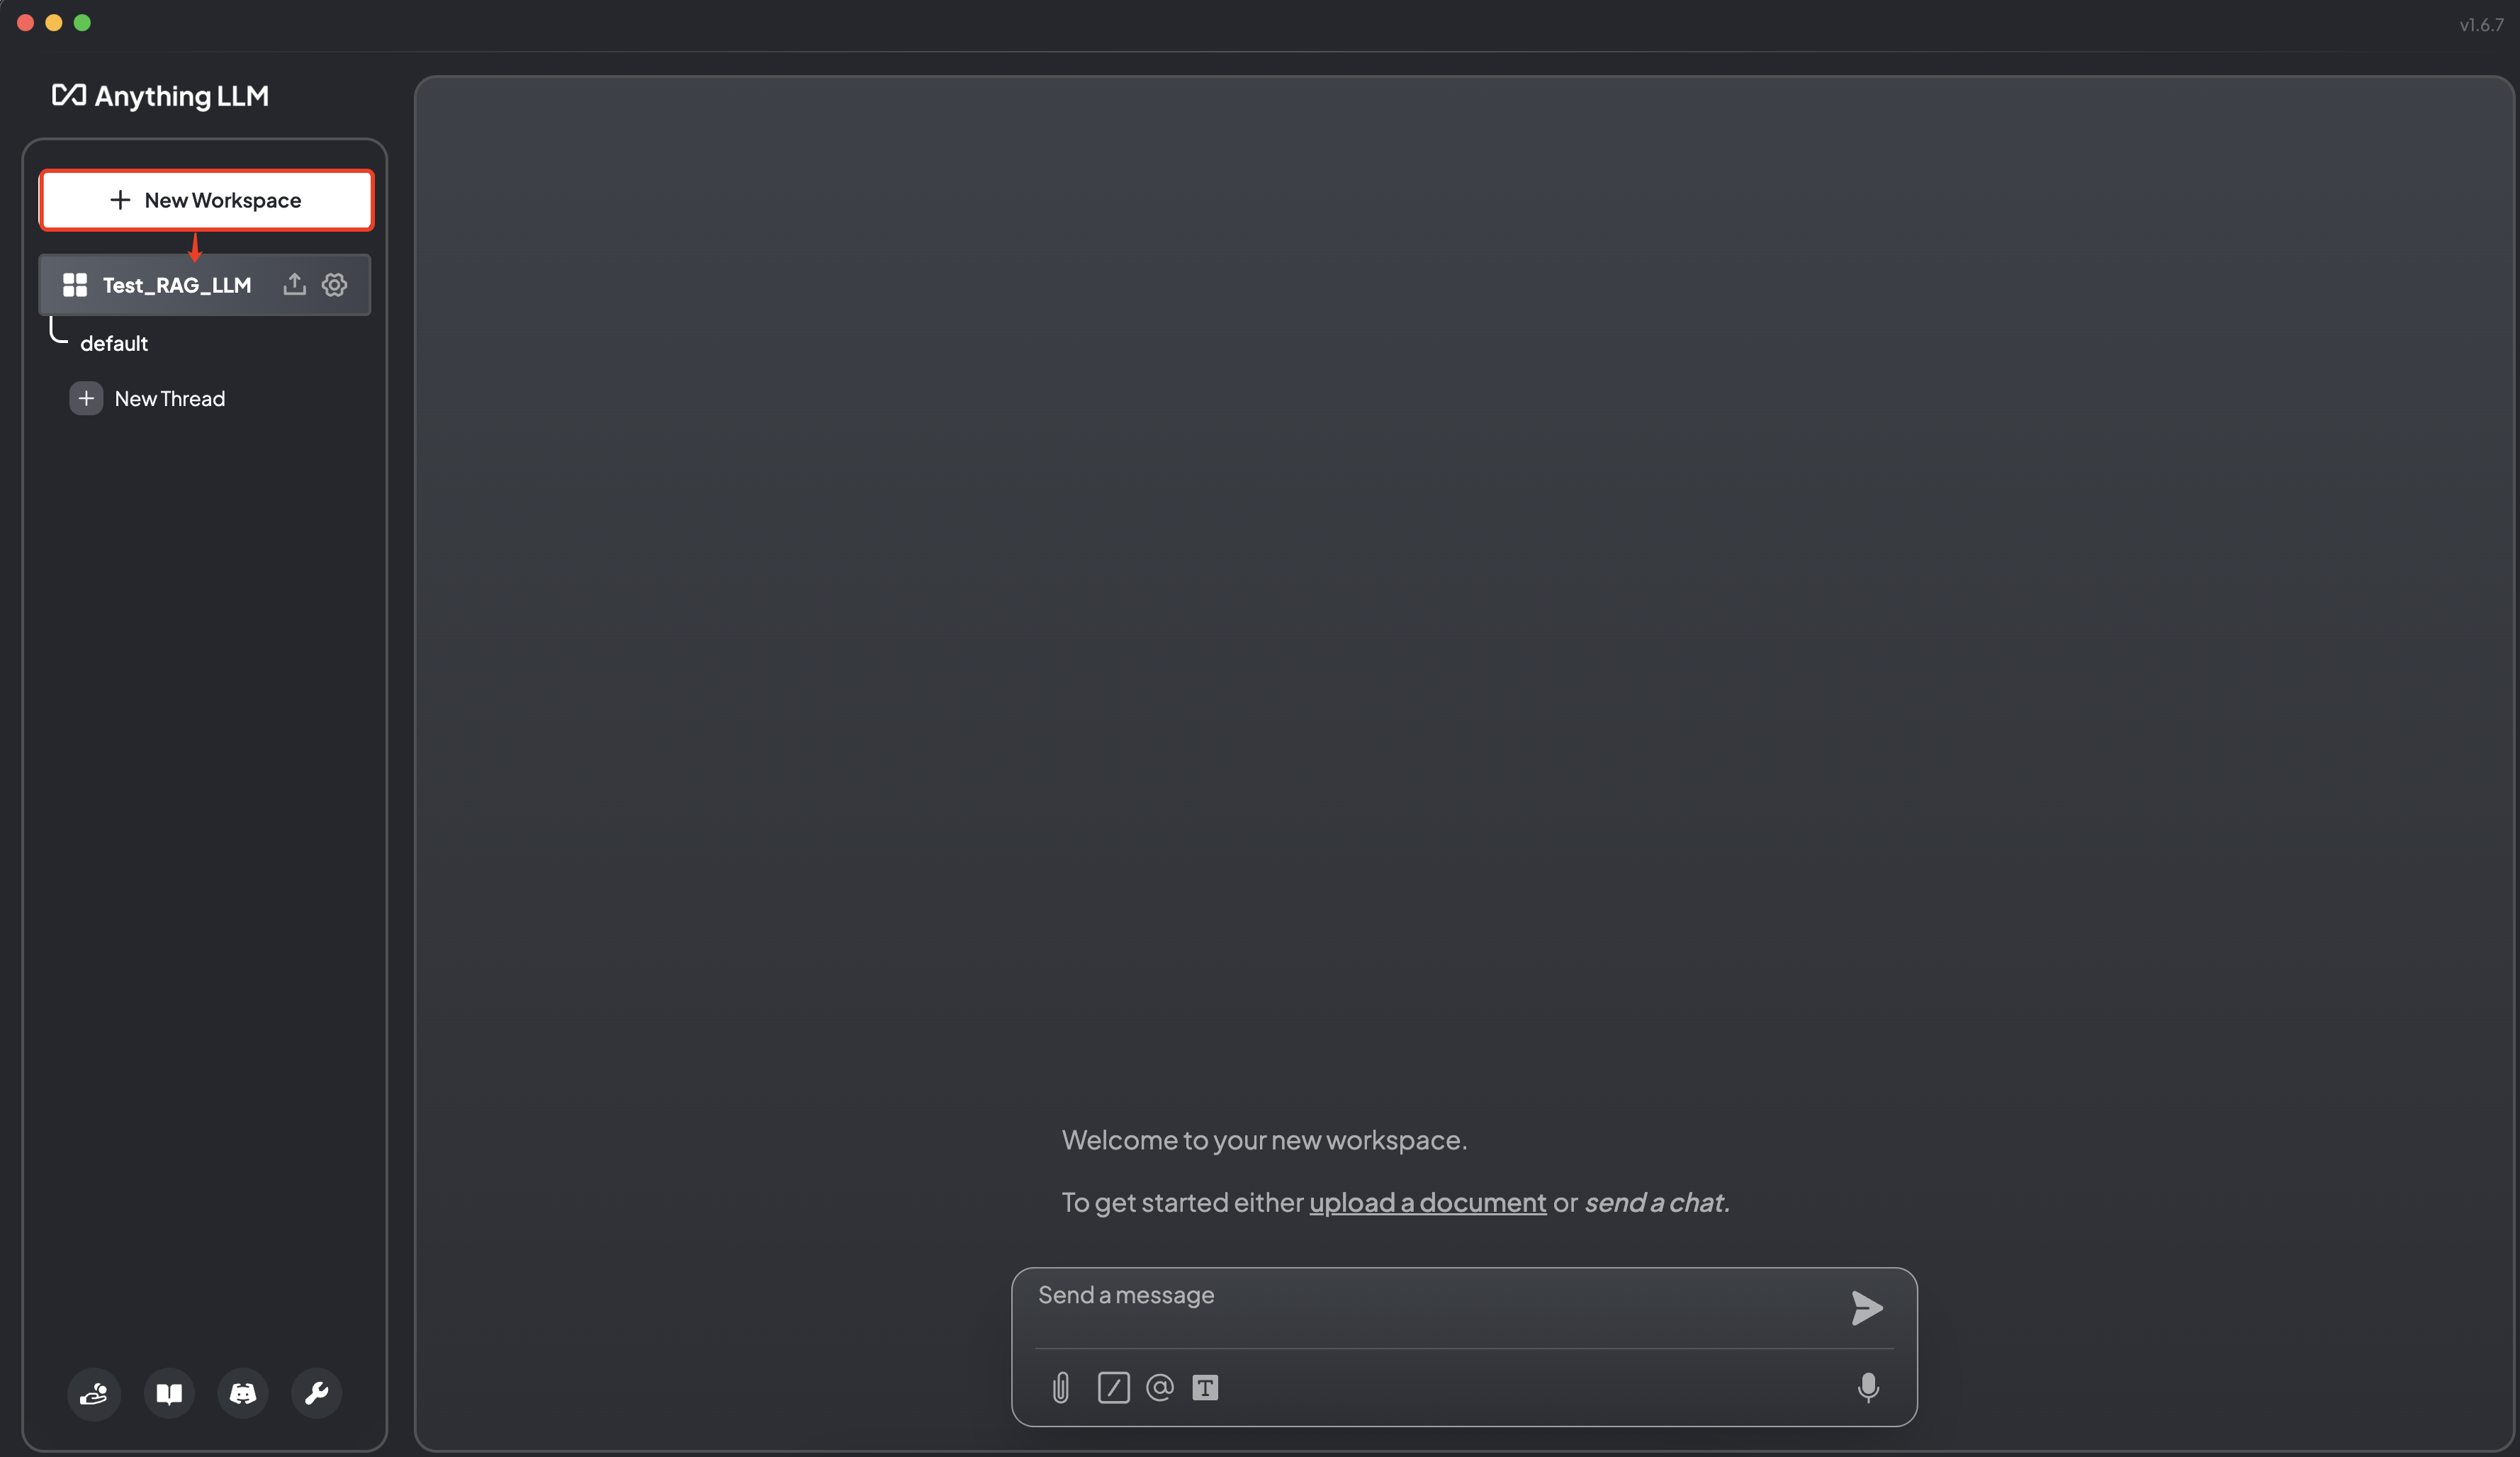 v1.6.7
Anything LLM
New Workspace
Test_RAG_LLM
default
New Thread
Welcome to your new workspace.
To get started either upload a document or send a chat.
Send a message